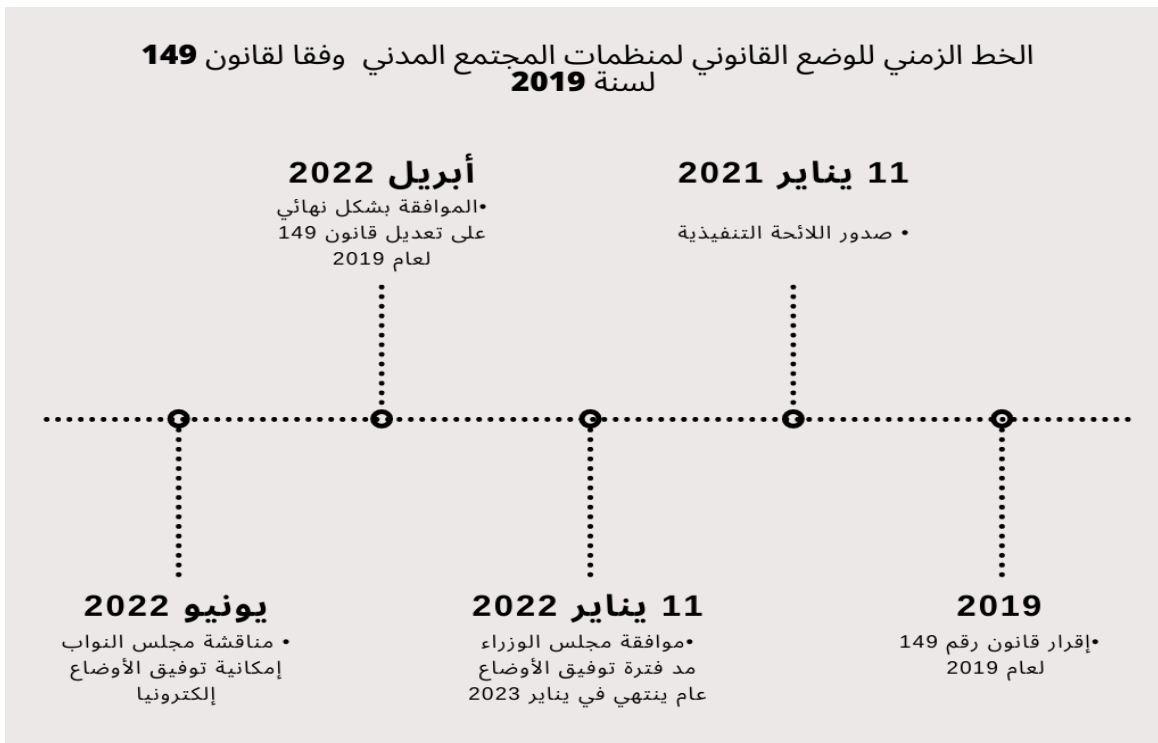 الخط الزمني للوضع القانوني لمنظمات المجتمع المدني وفقا لقانون 149
لسنة 2019
2019
•إقرار قانون رقم 149
لعام 2019
11 يناير 2021
• صدور اللائحة التنفيذية
11 يناير 2022
•موافقة مجلس الوزراء
مد فترة توفيق الأوضاع
عام ينتهي في يناير 2023
أبريل 2022
•الموافقة بشكل نهائي
على تعديل قانون 149
لعام 2019
يونيو 2022
• مناقشة مجلس النواب
إمكانية توفيق الأوضاع
إلكترونيا